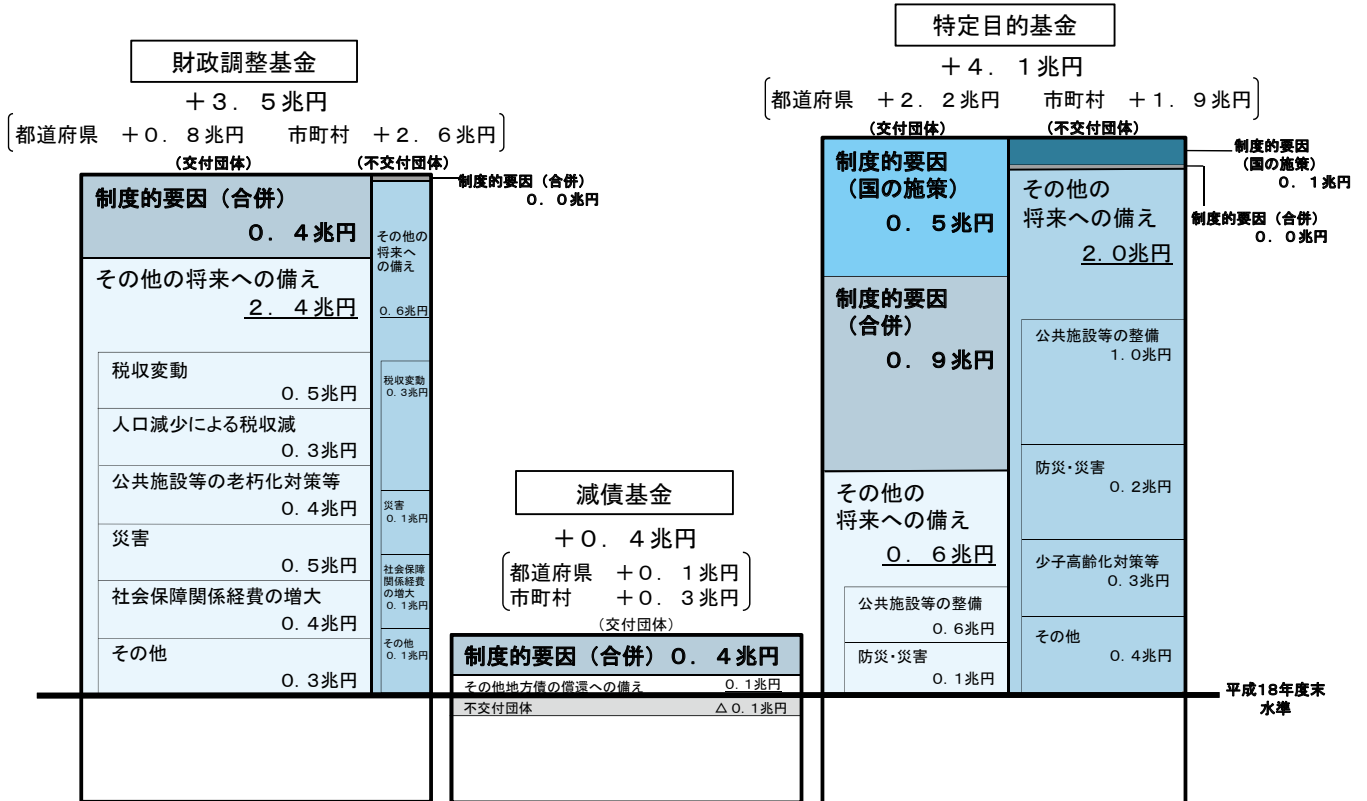 財政調整基金
＋３．５兆円
都道府県　＋０．８兆円　　市町村　＋２．６兆円
（交付団体）
（不交付団体）
制度的要因（合併）
０．４兆円
その他の将来への備え
２．４兆円
税収変動
０．５兆円
人口減少による税収減
０．３兆円
公共施設等の老朽化対策等
０．４兆円
災害
０．５兆円
社会保障関係経費の増大
０．４兆円
その他
０．３兆円
制度的要因（合併）
０．０兆円
その他の
将来へ
の備え
０．６兆円
税収変動
０．３兆円
災害
０．１兆円
社会保障
関係経費
の増大
０．１兆円
その他
０．１兆円
減債基金
＋０．４兆円
都道府県　＋０．１兆円
市町村　　＋０．３兆円
（交付団体）
制度的要因（合併）０．４兆円
その他地方債の償還への備え　０．１兆円
不交付団体　△０．１兆円
特定目的基金
＋４．１兆円
都道府県　＋２．２兆円　　市町村　＋１．９兆円
（交付団体）
（不交付団体）
制度的要因
（国の施策）
０．５兆円
制度的要因
（合併）
０．９兆円
その他の
将来への備え
０．６兆円
公共施設等の整備
０．６兆円
防災・災害
０．１兆円
制度的要因
（国の施策）
０．１兆円
制度的要因（合併）
０．０兆円
その他の
将来への備え
２．０兆円
公共施設等の整備
１．０兆円
防災・災害
０．２兆円
少子高齢化対策等
０．３兆円
その他
０．４兆円
平成１８年度末
水準